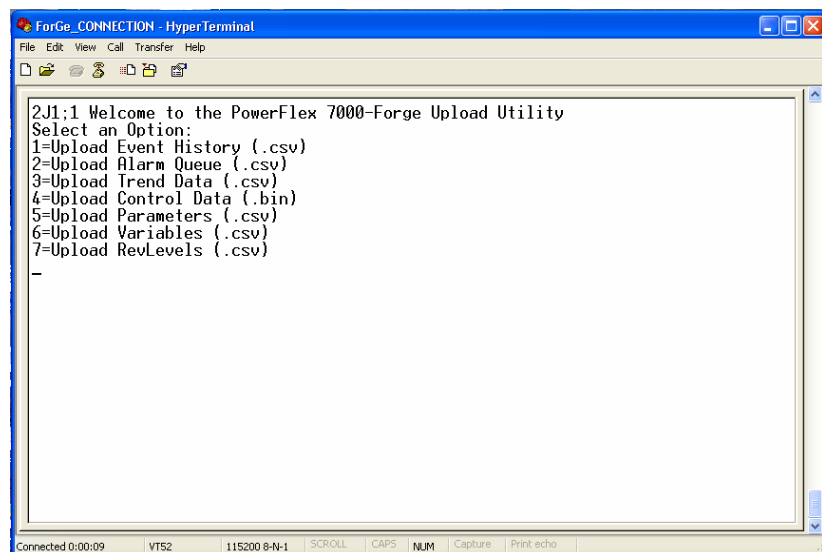 ForGe_CONNECTION - HyperTerminal
File Edit View Call Transfer Help
2J1;1 Welcome to the PowerFlex 7000-Forge Upload Utility
Select an Option:
1=Upload Event History (.csv)
2=Upload Alarm Queue (.csv)
3=Upload Trend Data (.csv)
4=Upload Control Data (.bin)
5=Upload Parameters (.csv)
6=Upload Variables (.csv)
7=Upload RevLevels (.csv)
_
Connected 0:00:09 VT52 115200 8-N-1 SCROLL CAPS NUM Capture Print echo